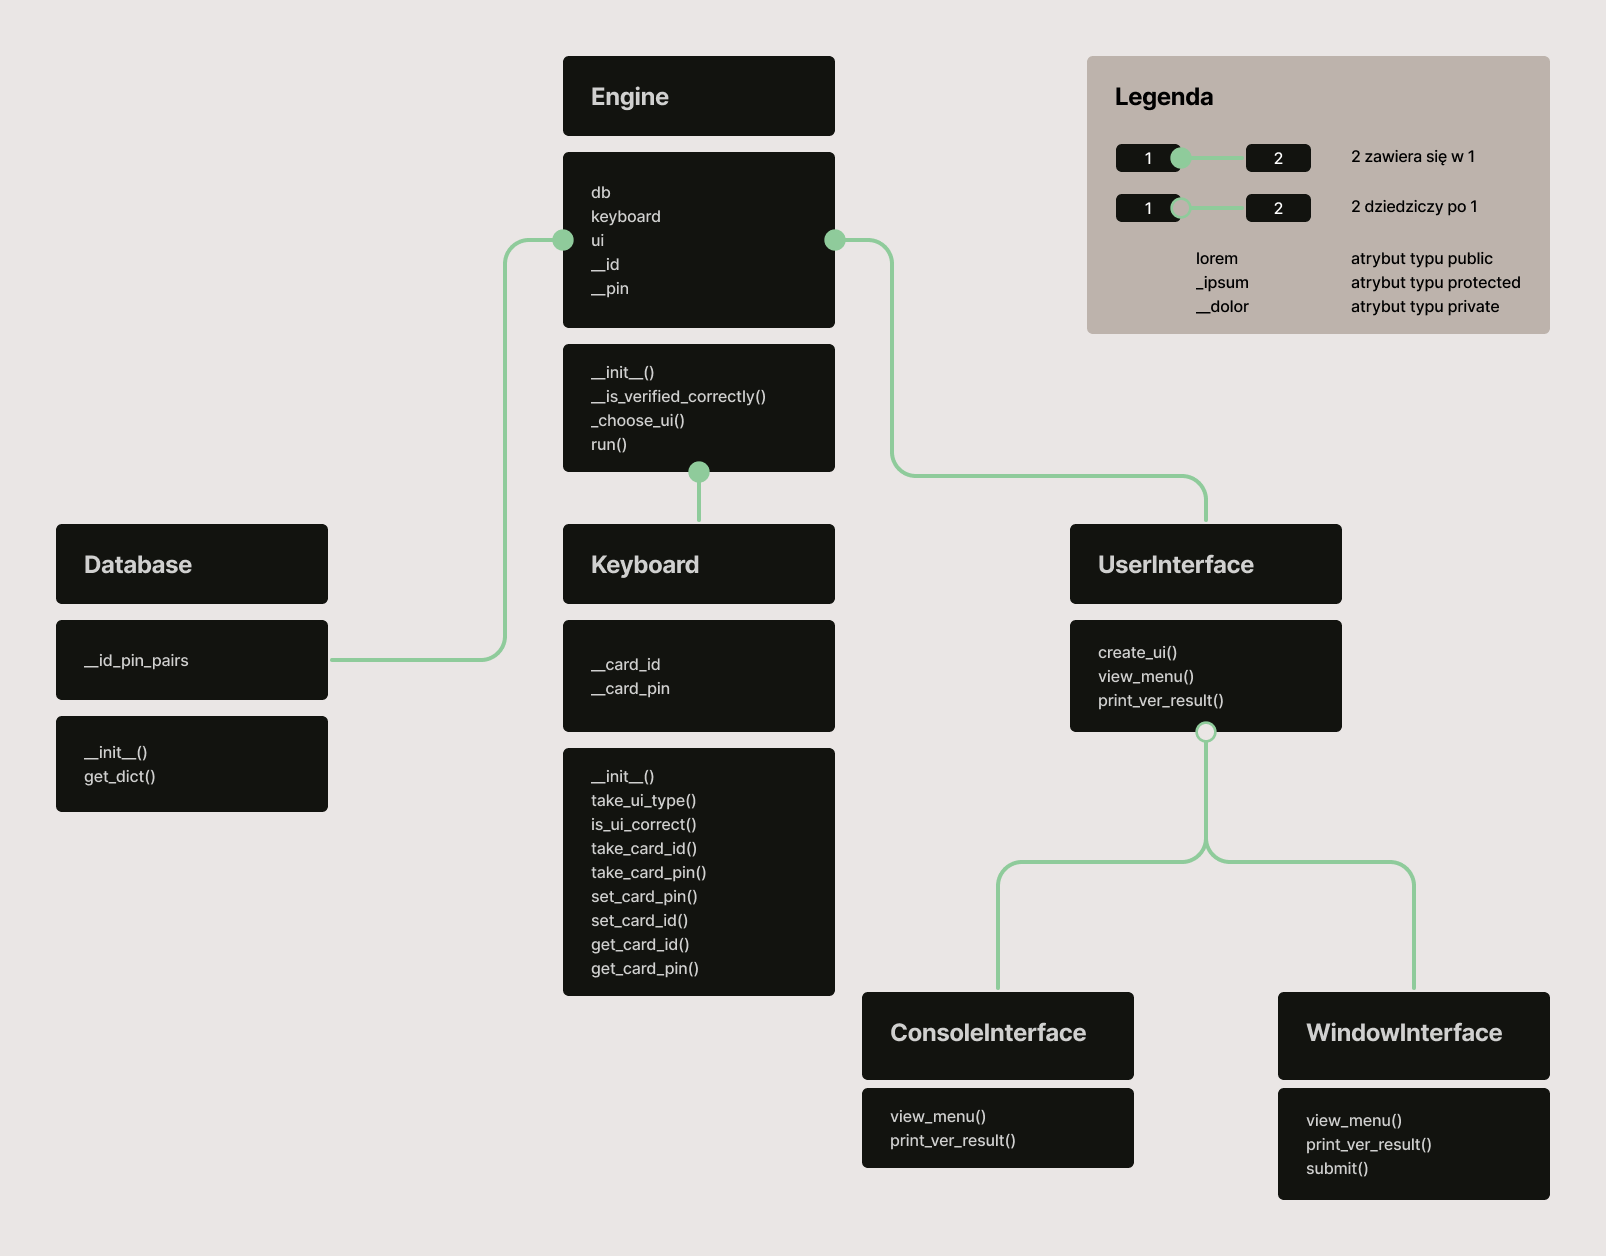 Engine
db
keyboard
ui
__id
__pin
__init__()
__is_verified_correctly()
_choose_ui()
run()
Legenda
1 2 2 zawiera się w 1
1 2 2 dziedziczy po 1
lorem atrybut typu public
_ipsum atrybut typu protected
__dolor atrybut typu private
Database
__id_pin_pairs
__init__()
get_dict()
Keyboard
__card_id
__card_pin
__init__()
take_ui_type()
is_ui_correct()
take_card_id()
take_card_pin()
set_card_pin()
set_card_id()
get_card_id()
get_card_pin()
UserInterface
create_ui()
view_menu()
print_ver_result()
ConsoleInterface
view_menu()
print_ver_result()
WindowInterface
view_menu()
print_ver_result()
submit()